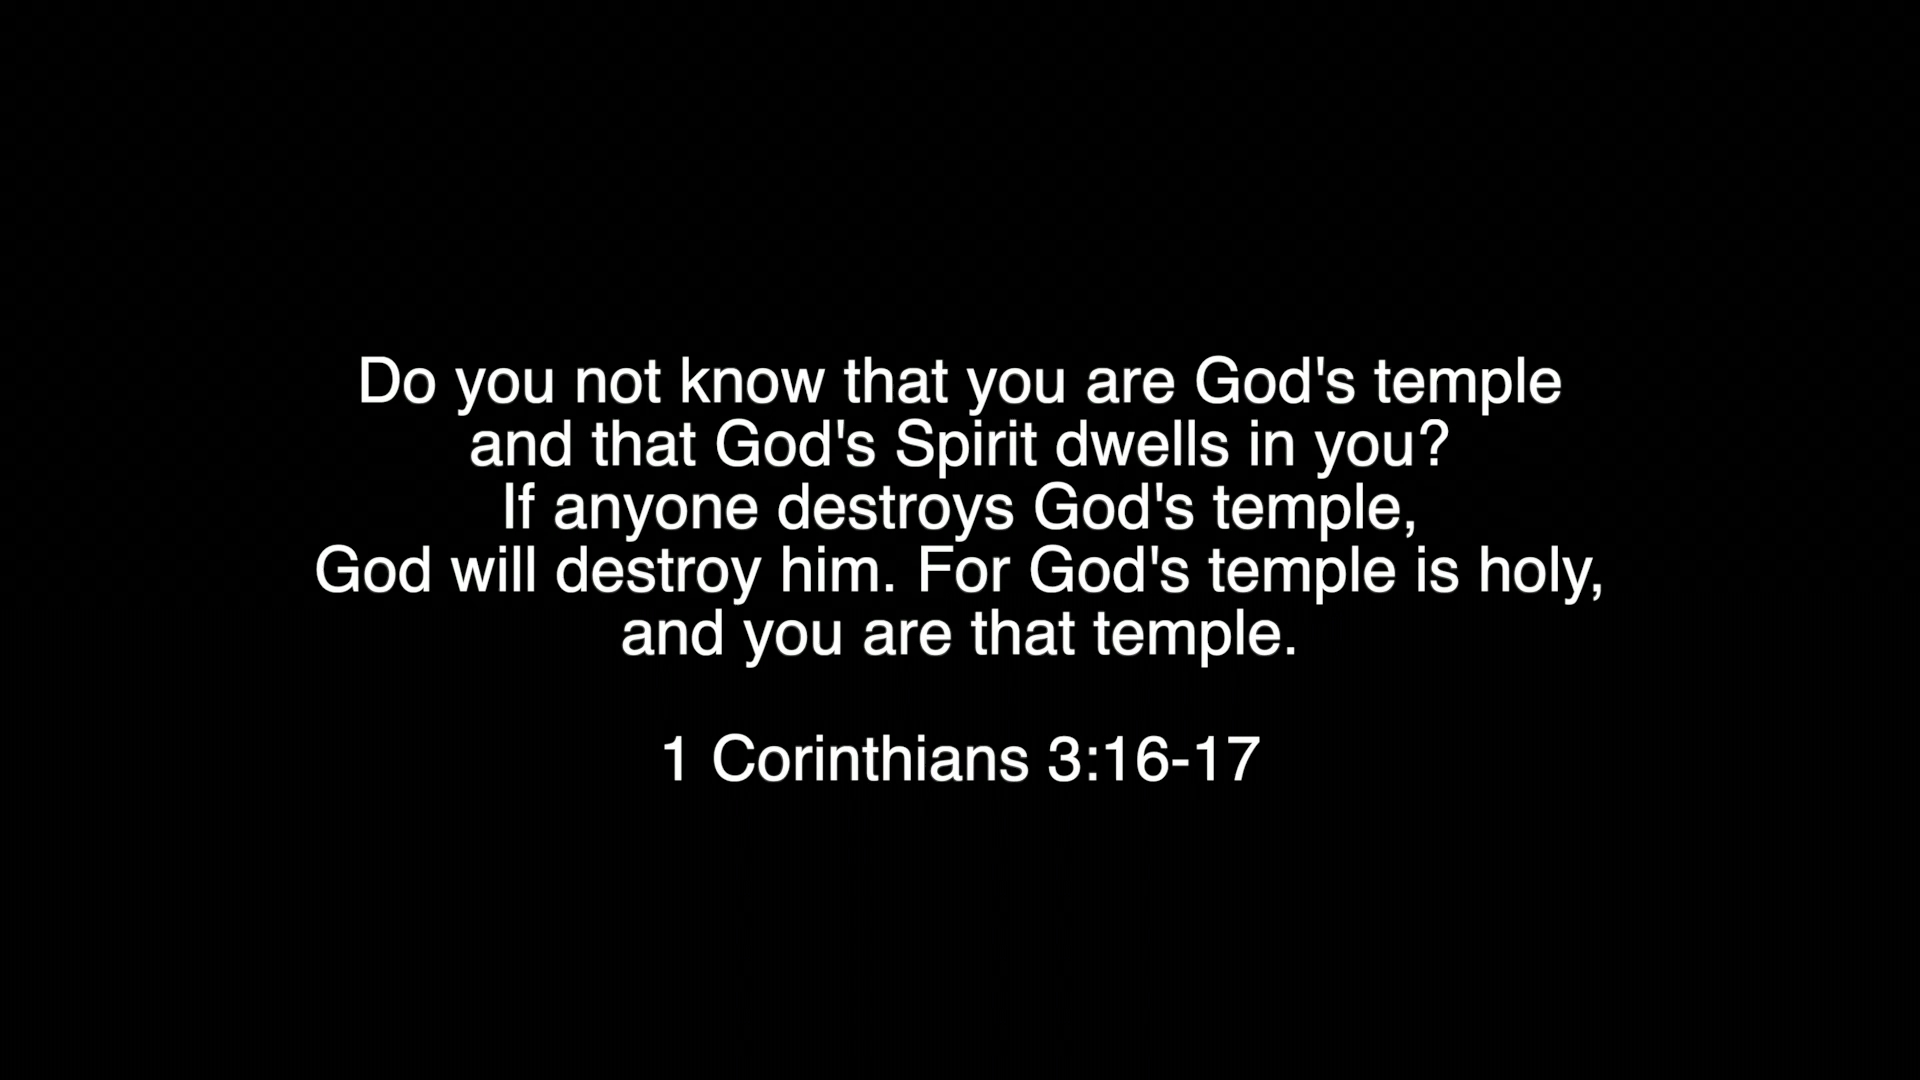 Do you not know that you are God's temple
and that God's Spirit dwells in you?
If anyone destroys God's temple,
God will destroy him. For God's temple is holy,
and you are that temple.
1 Corinthians 3:16-17